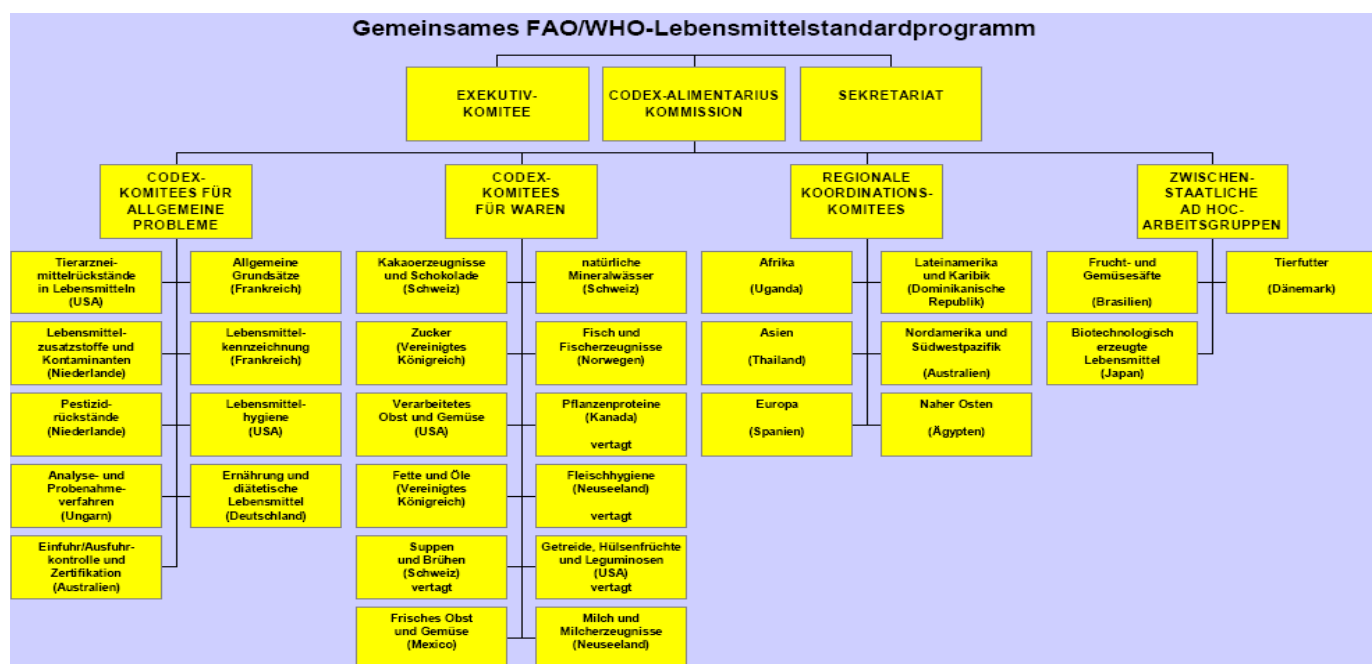 Gemeinsames FAO/WHO-Lebensmittelstandardprogramm
EXEKUTIV-
KOMITEE
CODEX-ALIMENTARIUS
KOMMISSION
SEKRETARIAT
CODEX-
KOMITEES FÜR
ALLGEMEINE
PROBLEME
CODEX-
KOMITEES
FÜR WAREN
REGIONALE
KOORDINATIONS-
KOMITEES
ZWISCHEN-
STAATLICHE
AD HOC-
ARBEITSGRUPPEN
Tierarznei-
mittelrückstände
in Lebensmitteln
(USA)
Allgemeine
Grundsätze
(Frankreich)
Kakaoerzeugnisse
und Schokolade
(Schweiz)
natürliche
Mineralwässer
(Schweiz)
Afrika
(Uganda)
Lateinamerika
und Karibik
(Dominikanische
Republik)
Frucht- und
Gemüsesäfte
(Brasilien)
Tierfutter
(Dänemark)
Lebensmittel-
zusatzstoffe und
Kontaminanten
(Niederlande)
Lebensmittel-
kennzeichnung
(Frankreich)
Zucker
(Vereinigtes
Königreich)
Fisch und
Fischerzeugnisse
(Norwegen)
Asien
(Thailand)
Nordamerika und
Südwestpazifik
(Australien)
Biotechnologisch
erzeugte
Lebensmittel
(Japan)
Pestizid-
rückstände
(Niederlande)
Lebensmittel-
hygiene
(USA)
Verarbeitetes
Obst und Gemüse
(USA)
Pflanzenproteine
(Kanada)
vertagt
Europa
(Spanien)
Naher Osten
(Ägypten)
Analyse- und
Probenahme-
verfahren
(Ungarn)
Ernährung und
diätetische
Lebensmittel
(Deutschland)
Fette und Öle
(Vereinigtes
Königreich)
Fleischhygiene
(Neuseeland)
vertagt
Einfuhr/Ausfuhr-
kontrolle und
Zertifikation
(Australien)
Suppen
und Brühen
(Schweiz)
vertagt
Getreide, Hülsenfrüchte
und Leguminosen
(USA)
vertagt
Frisches Obst
und Gemüse
(Mexico)
Milch und
Milcherzeugnisse
(Neuseeland)